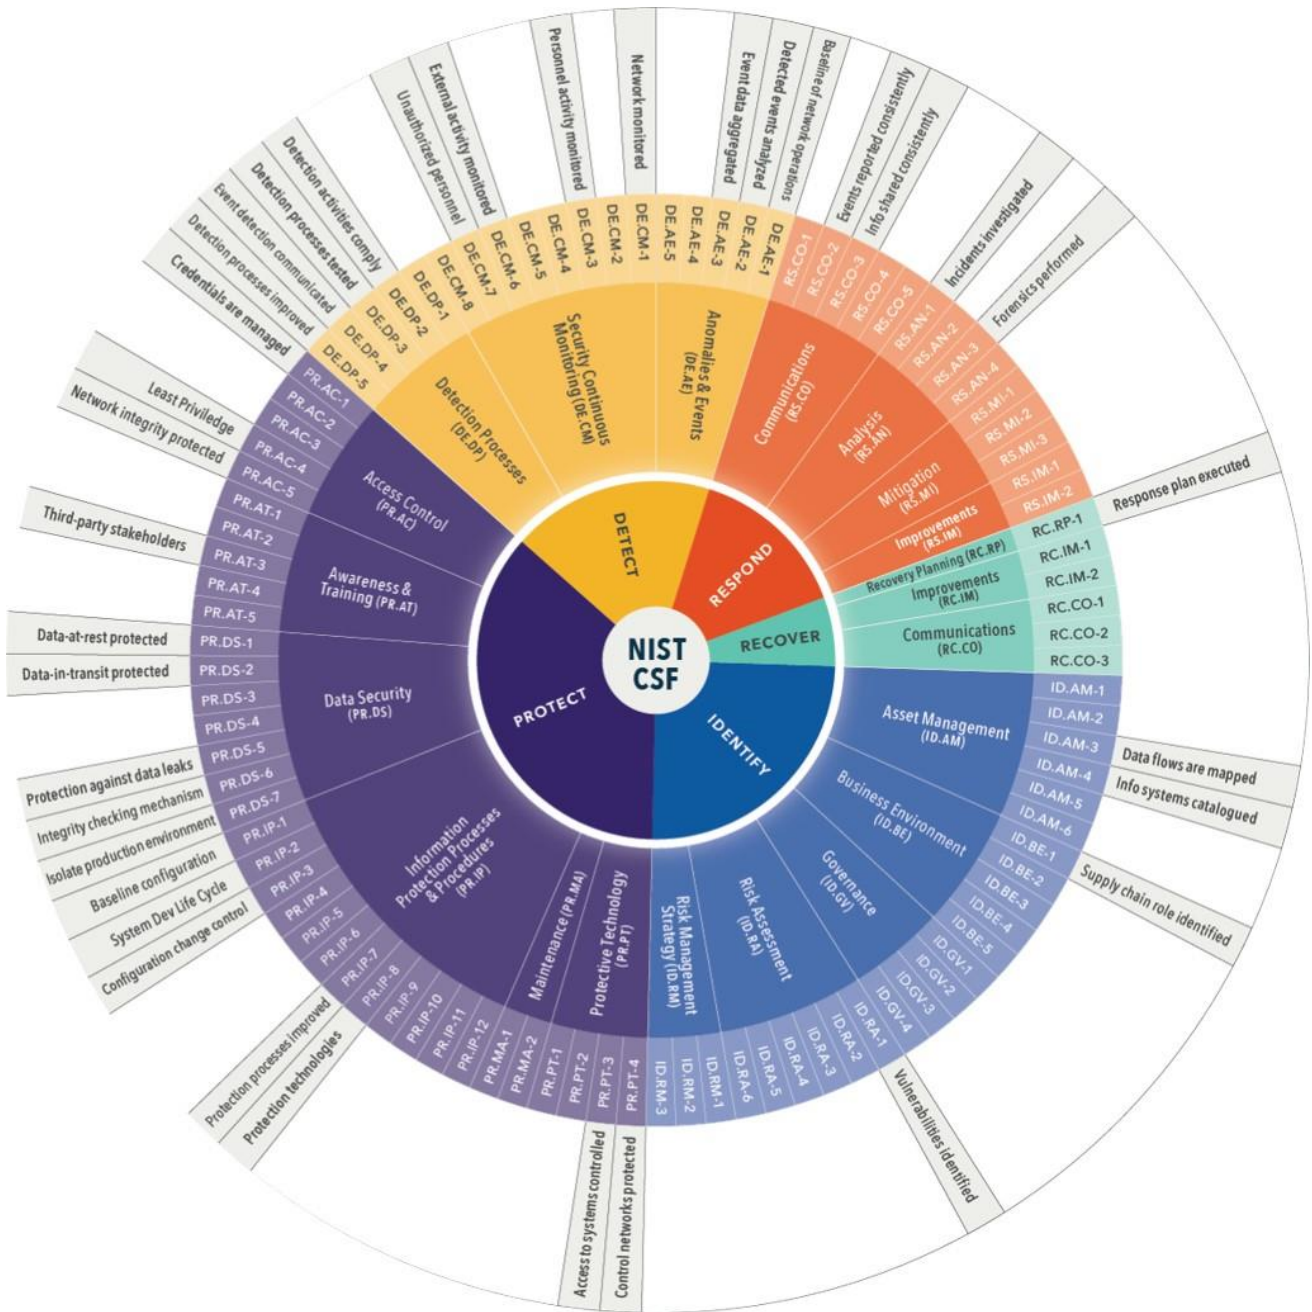 NIST
CSF
IDENTIFY
PROTECT
DETECT
RESPOND
RECOVER
Asset Management
(ID.AM)
Business Environment
(ID.BE)
Governance
(ID.GV)
Risk Assessment
(ID.RA)
Risk Management
Strategy (ID.RM)
Protective Technology
(PR.PT)
Maintenance (PR.MA)
Information
Protection Processes
& Procedures
(PR.IP)
Data Security
(PR.DS)
Awareness &
Training (PR.AT)
Access Control
(PR.AC)
Detection Processes
(DE.DP)
Security Continuous
Monitoring (DE.CM)
Anomalies & Events
(DE.AE)
Communications
(RS.CO)
Analysis
(RS.AN)
Mitigation
(RS.MI)
Improvements
(RS.IM)
Recovery Planning (RC.RP)
Improvements
(RC.IM)
Communications
(RC.CO)
ID.AM-1
ID.AM-2
ID.AM-3
ID.AM-4
ID.AM-5
ID.AM-6
ID.BE-1
ID.BE-2
ID.BE-3
ID.BE-4
ID.BE-5
ID.GV-1
ID.GV-2
ID.GV-3
ID.GV-4
ID.RA-1
ID.RA-2
ID.RA-3
ID.RA-4
ID.RA-5
ID.RA-6
ID.RM-1
ID.RM-2
ID.RM-3
PR.PT-4
PR.PT-3
PR.PT-2
PR.PT-1
PR.MA-2
PR.MA-1
PR.IP-12
PR.IP-11
PR.IP-10
PR.IP-9
PR.IP-8
PR.IP-7
PR.IP-6
PR.IP-5
PR.IP-4
PR.IP-3
PR.IP-2
PR.IP-1
PR.DS-7
PR.DS-6
PR.DS-5
PR.DS-4
PR.DS-3
PR.DS-2
PR.DS-1
PR.AT-5
PR.AT-4
PR.AT-3
PR.AT-2
PR.AT-1
PR.AC-5
PR.AC-4
PR.AC-3
PR.AC-2
PR.AC-1
DE.DP-5
DE.DP-4
DE.DP-3
DE.DP-2
DE.DP-1
DE.CM-8
DE.CM-7
DE.CM-6
DE.CM-5
DE.CM-4
DE.CM-3
DE.CM-2
DE.CM-1
DE.AE-5
DE.AE-4
DE.AE-3
DE.AE-2
DE.AE-1
RS.CO-1
RS.CO-2
RS.CO-3
RS.CO-4
RS.CO-5
RS.AN-1
RS.AN-2
RS.AN-3
RS.AN-4
RS.MI-1
RS.MI-2
RS.MI-3
RS.IM-1
RS.IM-2
RC.RP-1
RC.IM-1
RC.IM-2
RC.CO-1
RC.CO-2
RC.CO-3
Data flows are mapped
Info systems catalogued
Supply chain role identified
Vulnerabilities identified
Control networks protected
Access to systems controlled
Protection technologies
Protection processes improved
Configuration change control
System Dev Life Cycle
Baseline configuration
Isolate production environment
Integrity checking mechanism
Protection against data leaks
Data-in-transit protected
Data-at-rest protected
Third-party stakeholders
Network integrity protected
Least Priviledge
Credentials are managed
Detection processes improved
Event detection communicated
Detection processes tested
Detection activities comply
Unauthorized personnel
External activity monitored
Personnel activity monitored
Network monitored
Event data aggregated
Detected events analyzed
Baseline of network operations
Events reported consistently
Info shared consistently
Incidents investigated
Forensics performed
Response plan executed